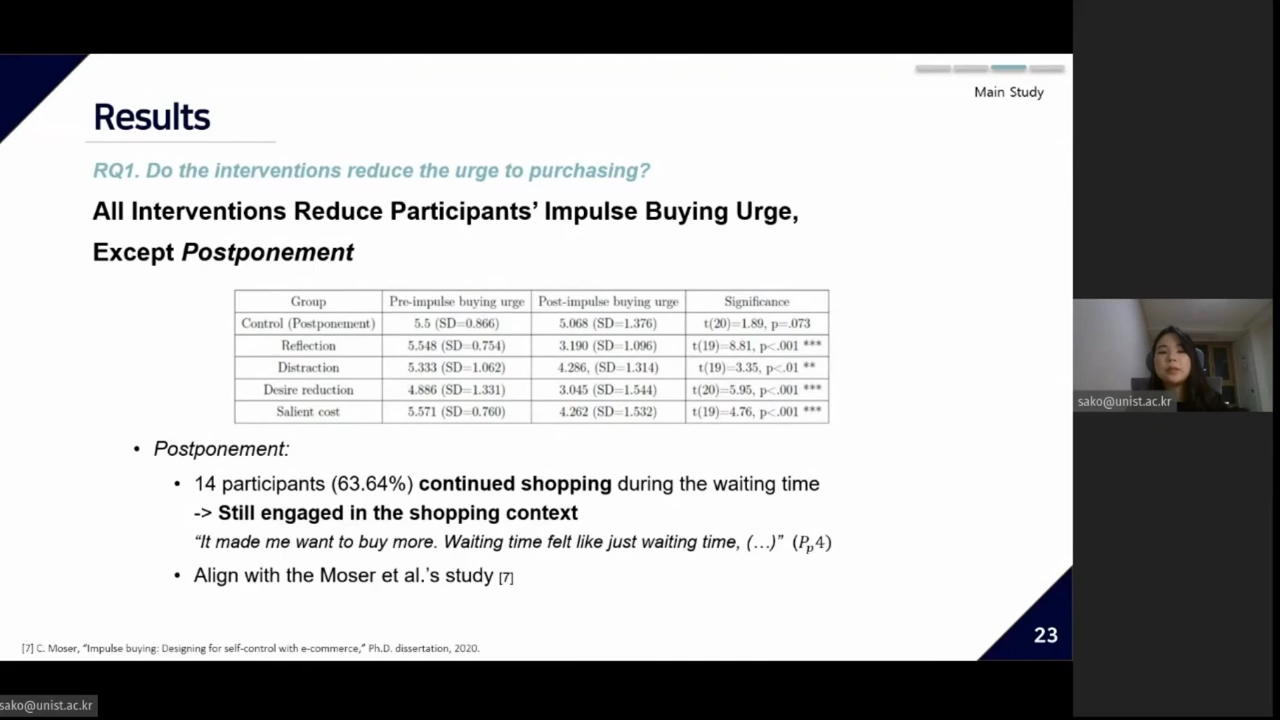 Main Study
Results
RQ1. Do the interventions reduce the urge to purchasing?
All Interventions Reduce Participants’ Impulse Buying Urge,
Except Postponement
Group Pre-impulse buying urge Post-impulse buying urge Significance
Control (Postponement) 5.5 (SD=0.866) 5.068 (SD=1.376) t(20)=1.89, p=.073
Reflection 5.548 (SD=0.754) 3.190 (SD=1.096) t(19)=8.81, p<.001 ***
Distraction 5.333 (SD=1.062) 4.286, (SD=1.314) t(19)=3.35, p<.01 **
Desire reduction 4.886 (SD=1.331) 3.045 (SD=1.544) t(20)=5.95, p<.001 ***
Salient cost 5.571 (SD=0.760) 4.262 (SD=1.532) t(19)=4.76, p<.001 ***
• Postponement:
• 14 participants (63.64%) continued shopping during the waiting time
-> Still engaged in the shopping context
“It made me want to buy more. Waiting time felt like just waiting time, (…)” (Pp4)
• Align with the Moser et al.’s study [7]
23
[7] C. Moser, “Impulse buying: Designing for self-control with e-commerce,” Ph.D. dissertation, 2020.
sako@unist.ac.kr
sako@unist.ac.kr